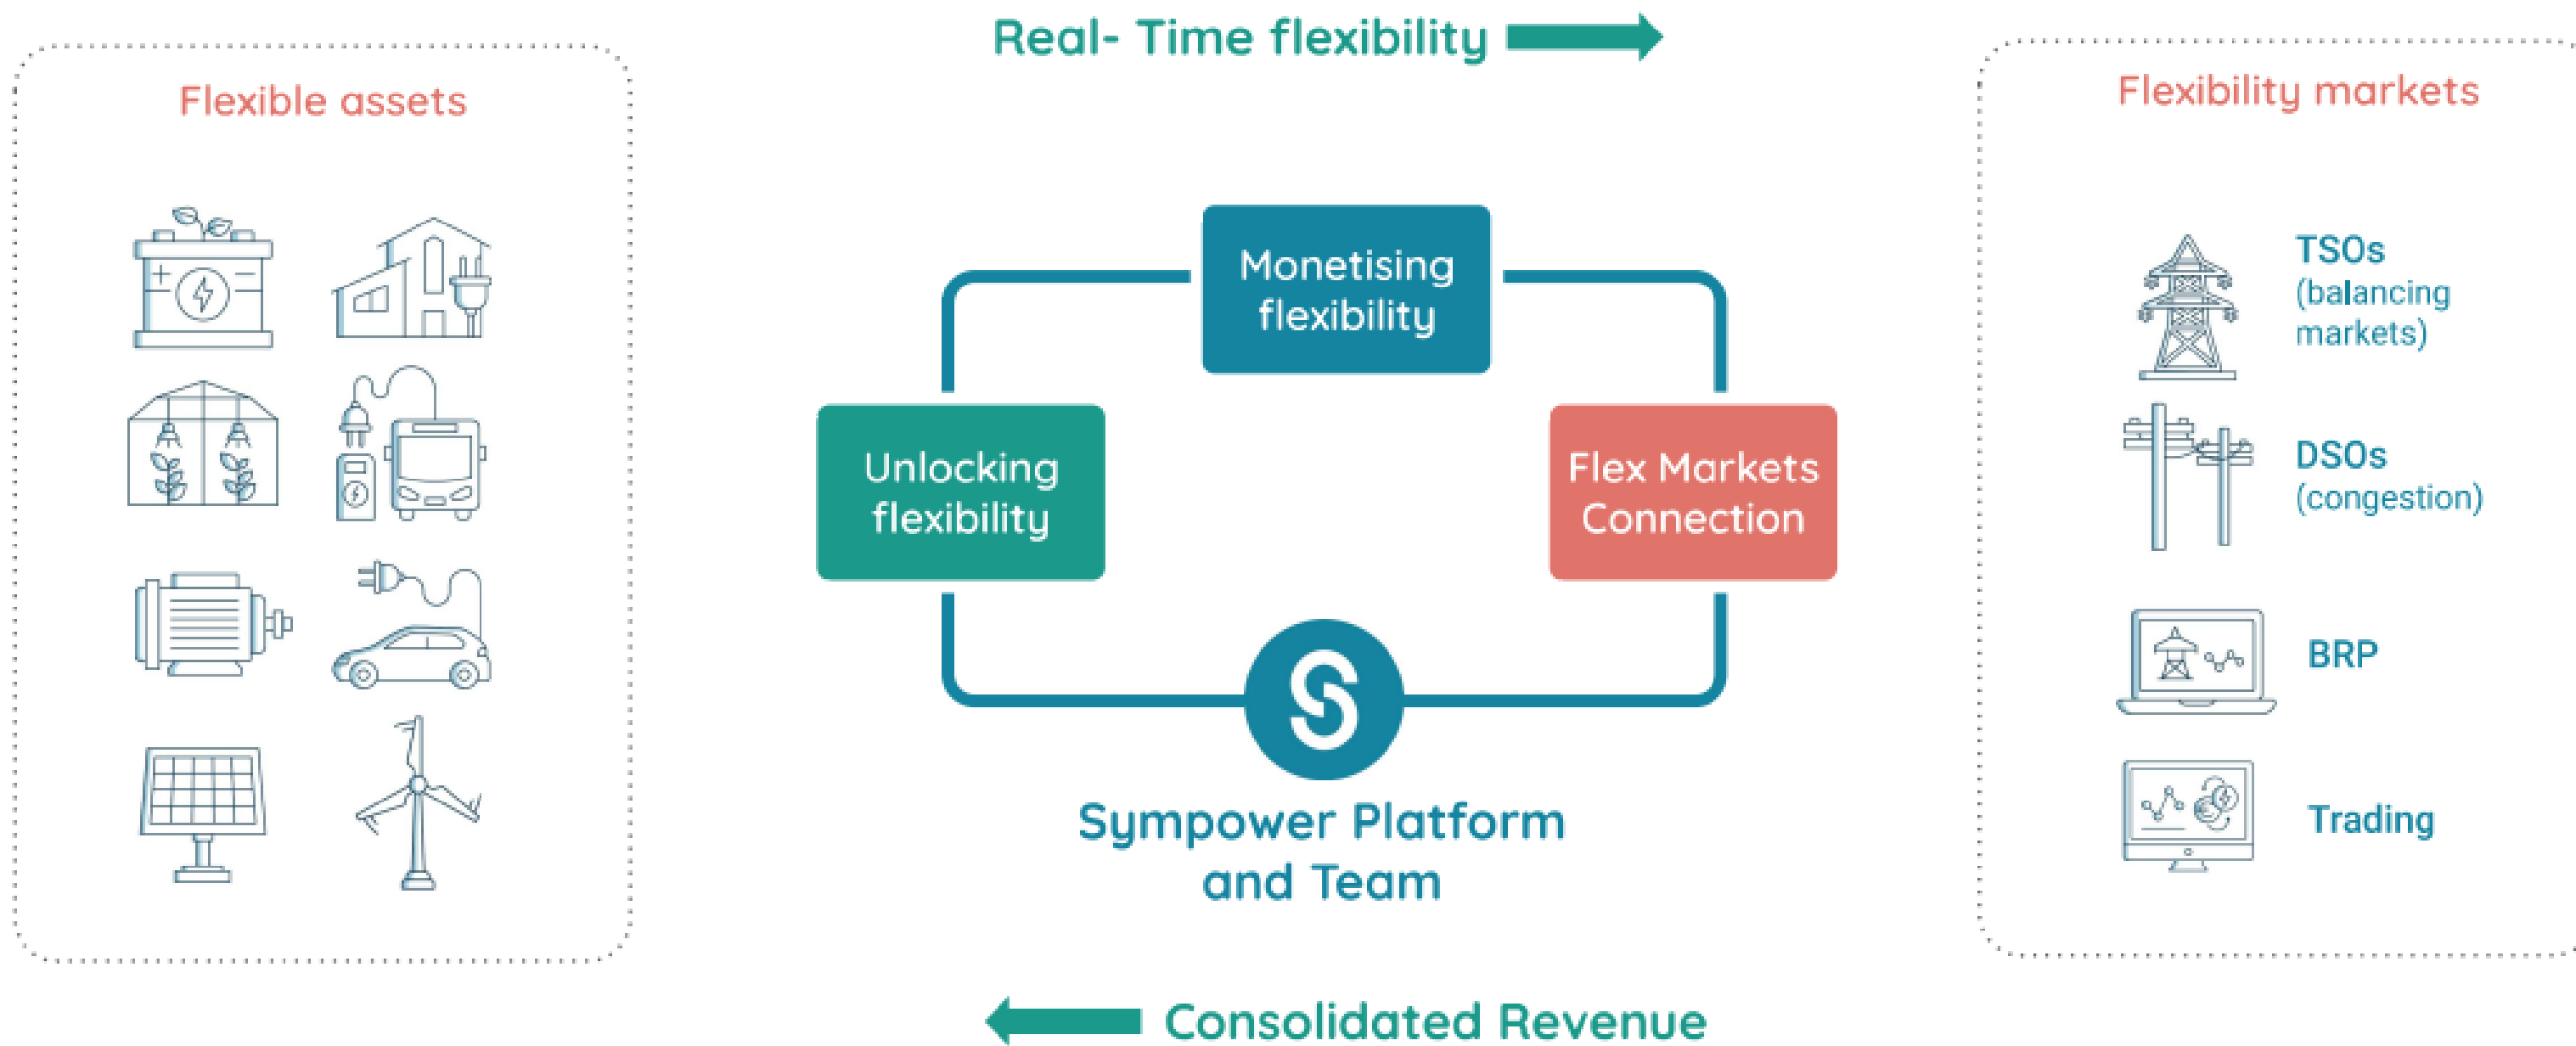 Real- Time flexibility
Flexible assets
Flexibility markets
Monetising
flexibility
Unlocking
flexibility
Flex Markets
Connection
S
Sympower Platform
and Team
TSOs
(balancing
markets)
DSOs
(congestion)
BRP
Trading
Consolidated Revenue